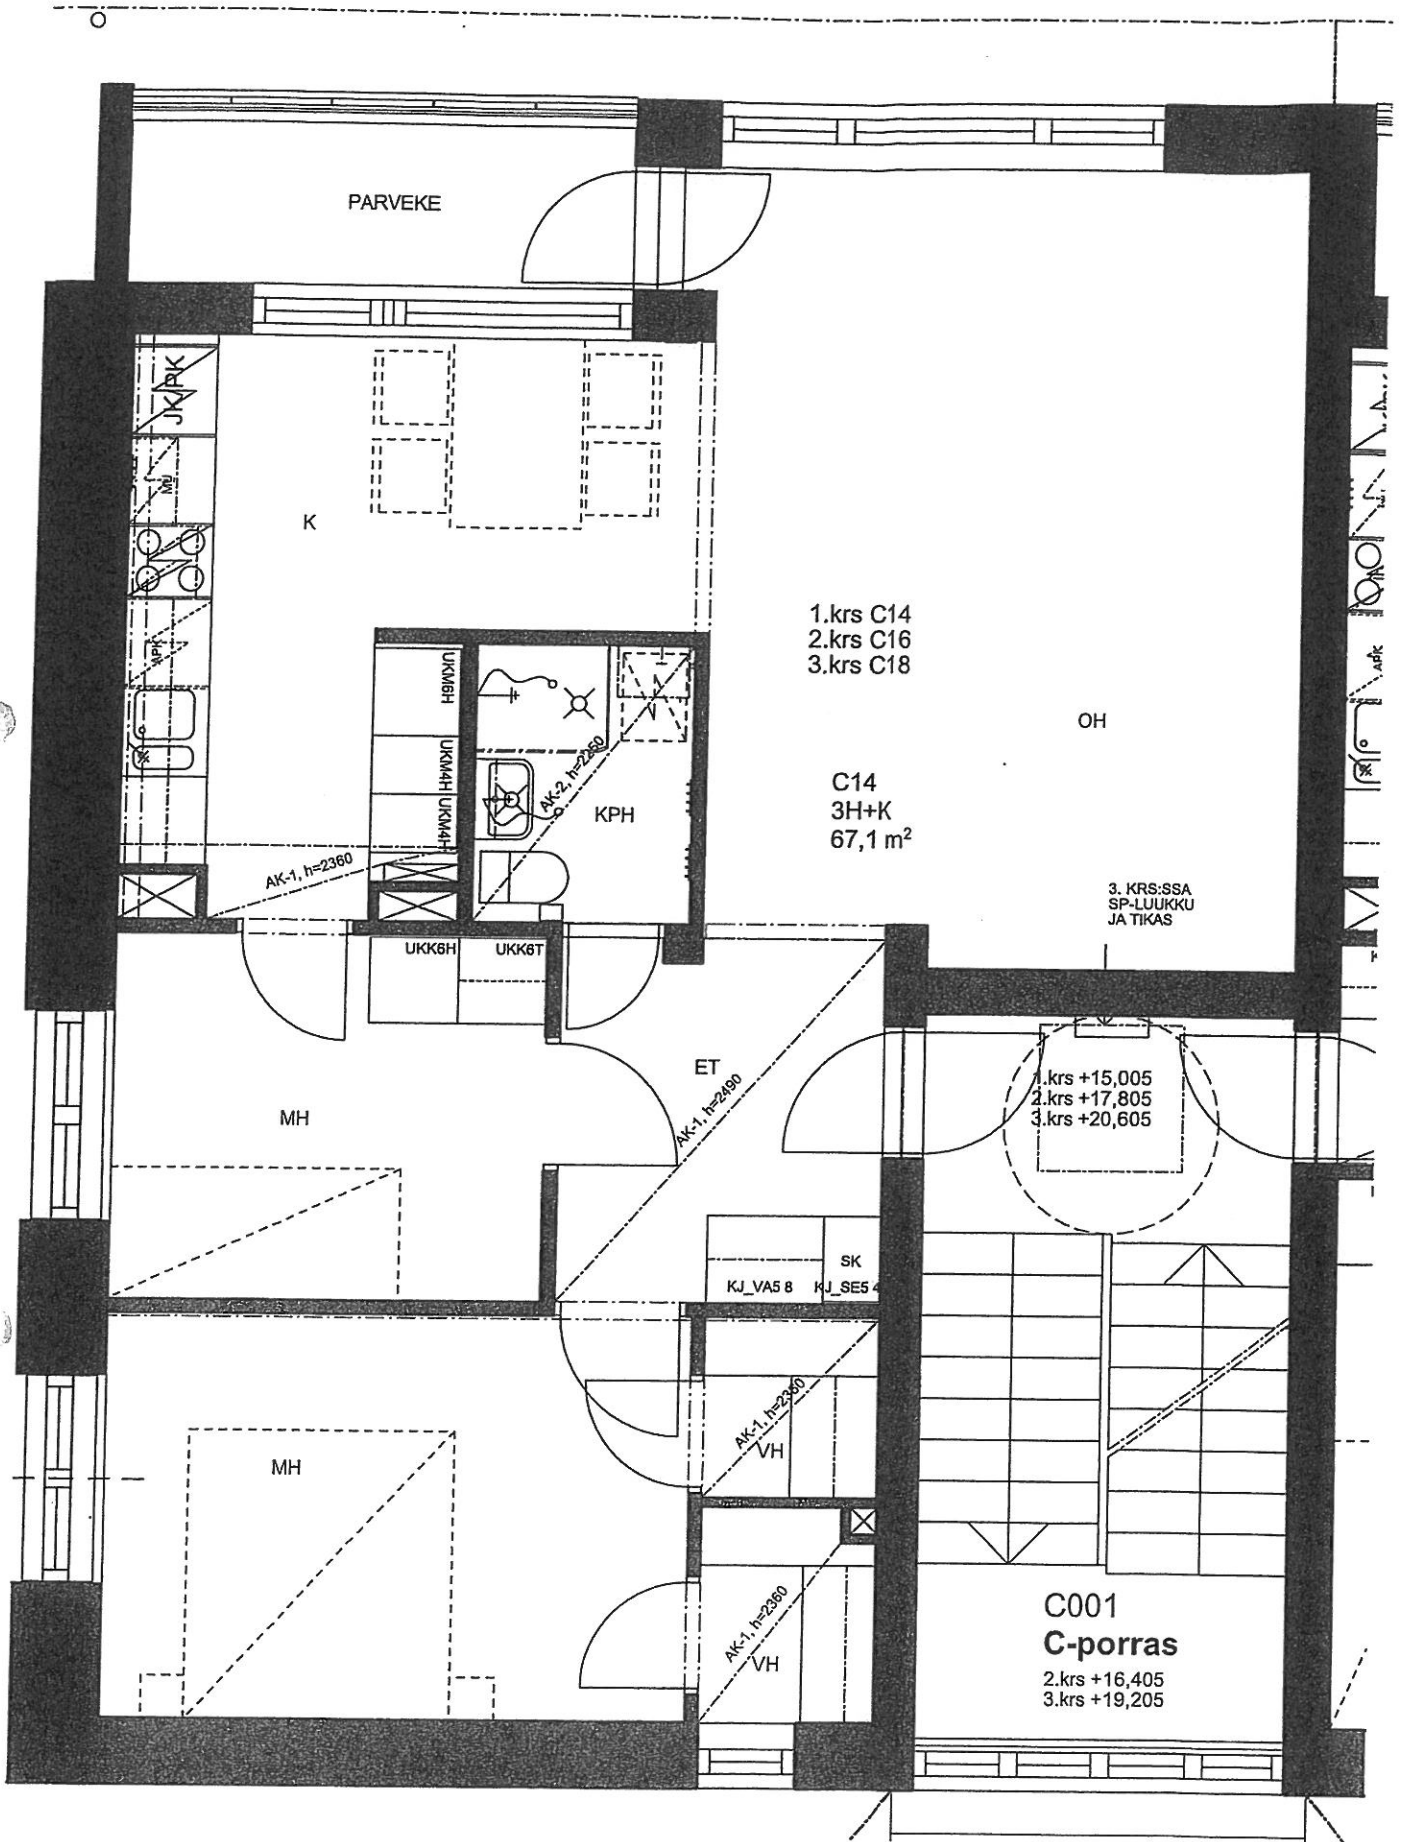 PARVEKE
JK/PK
MU
K
APK
1.krs C14
2.krs C16
3.krs C18
OH
APK
UKM6H
UKM4H
UKM4H
AK-2, h=2250
KPH
C14
3H+K
67,1 m²
AK-1, h=2360
3. KRS:SSA
SP-LUUKKU
JA TIKAS
UKK6H
UKK6T
ET
AK-1, h=2490
MH
1.krs +15,005
2.krs +17,805
3.krs +20,605
SK
KJ_VA5 8
KJ_SE5 4
MH
AK-1, h=2360
VH
AK-1, h=2360
VH
C001
C-porras
2.krs +16,405
3.krs +19,205